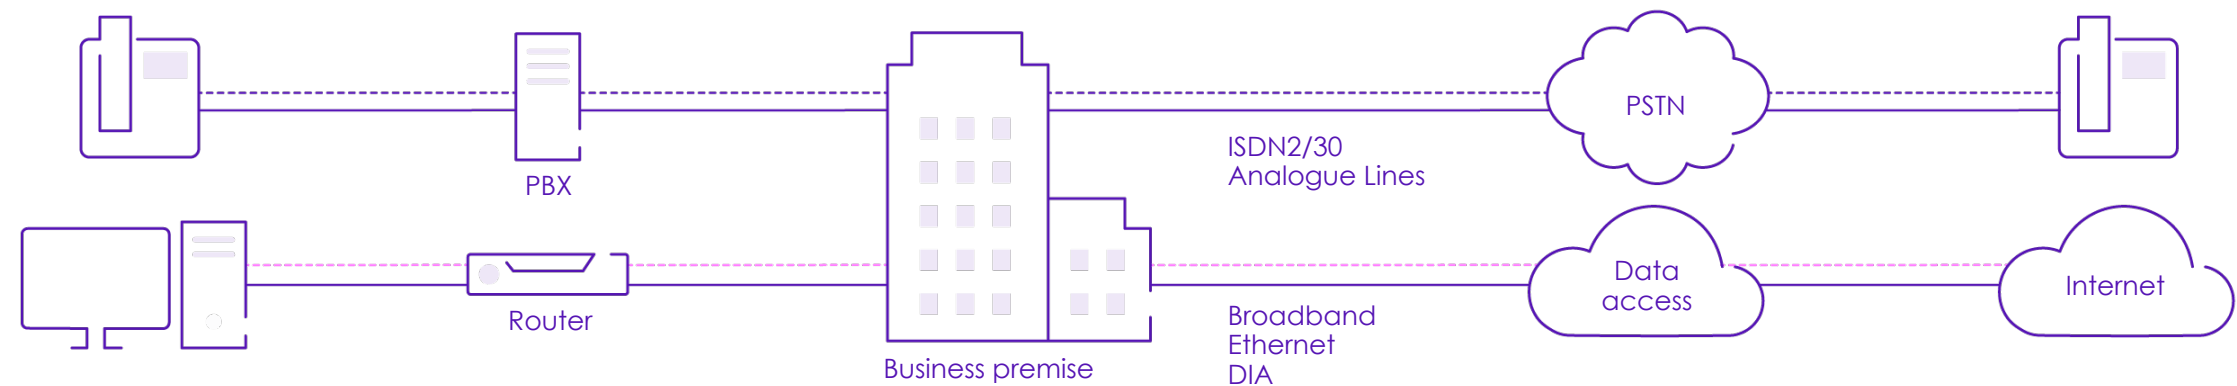 PSTN
ISDN2/30
Analogue Lines
PBX
Data
access
Internet
Router
Broadband
Ethernet
DIA
Business premise